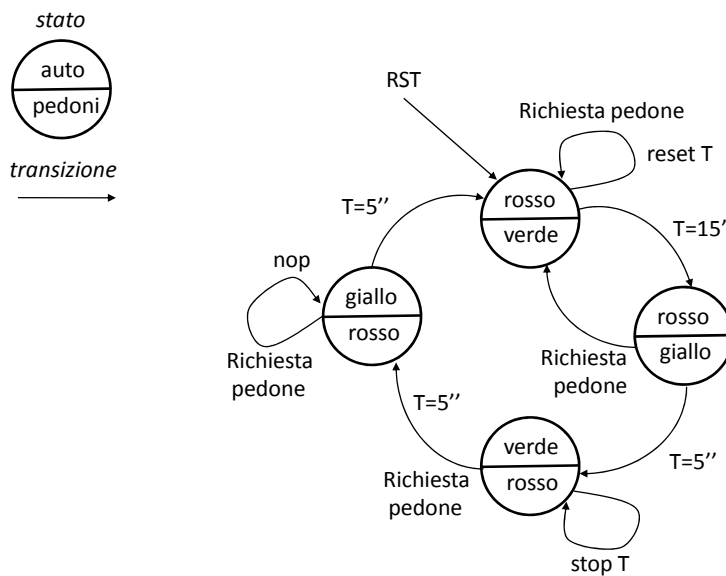 stato
auto
pedoni
transizione
RST
Richiesta pedone
reset T
rosso
verde
T=5’’
T=15’
nop
giallo
rosso
Richiesta
pedone
rosso
giallo
Richiesta
pedone
T=5’’
verde
rosso
Richiesta
pedone
T=5’’
stop T